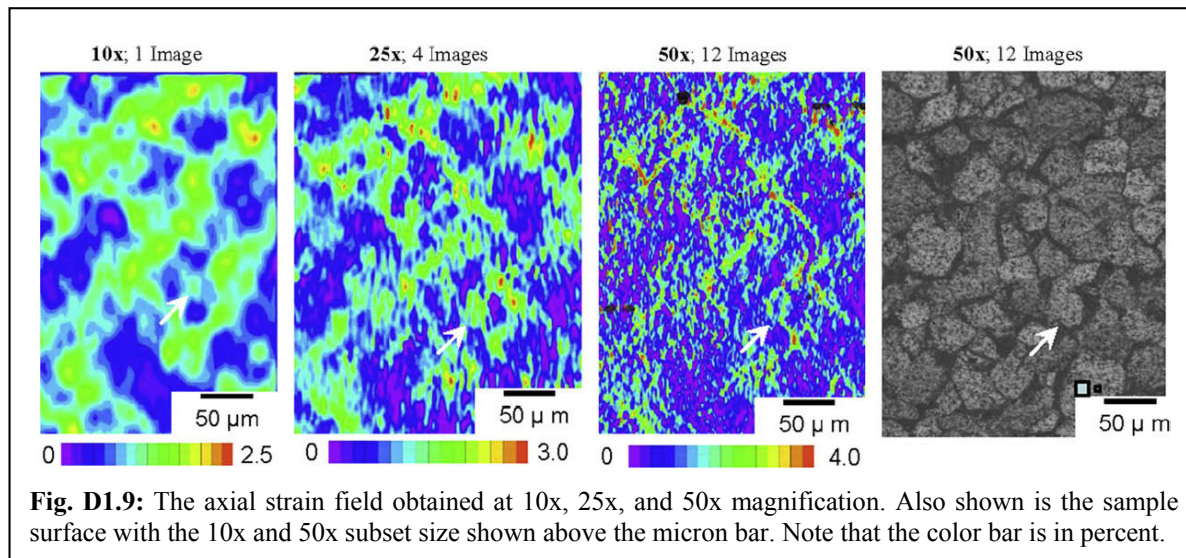 10x; 1 Image
25x; 4 Images
50x; 12 Images
50x; 12 Images
50 µm
50 µ m
50 µ m
50 µ m
0 2.5
0 3.0
0 4.0
Fig. D1.9: The axial strain field obtained at 10x, 25x, and 50x magnification. Also shown is the sample
surface with the 10x and 50x subset size shown above the micron bar. Note that the color bar is in percent.